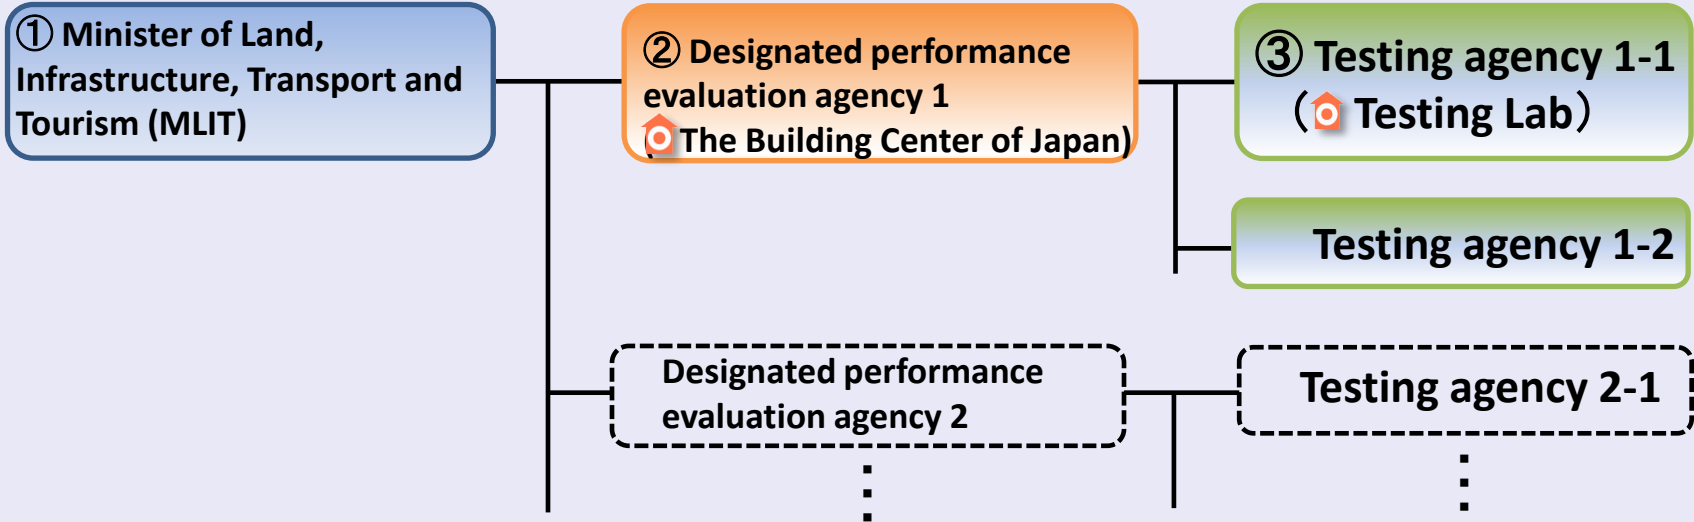 ① Minister of Land,
Infrastructure, Transport and
Tourism (MLIT)
② Designated performance
evaluation agency 1
(The Building Center of Japan)
③ Testing agency 1-1
（Testing Lab）
Testing agency 1-2
Designated performance
evaluation agency 2
Testing agency 2-1